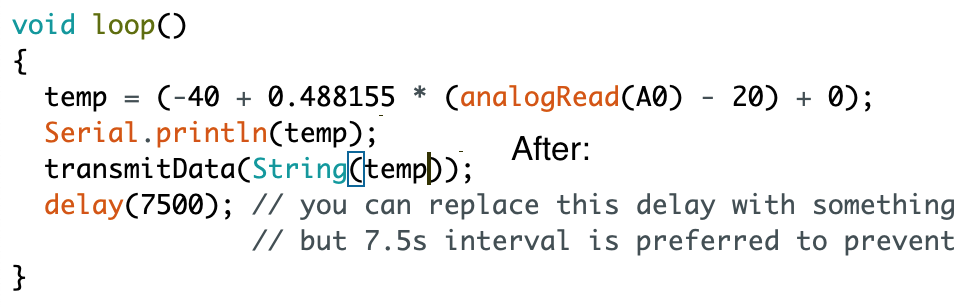 void loop()
{
temp = (-40 + 0.488155 * (analogRead(A0) - 20) + 0);
Serial.println(temp);
After:
transmitData(String(temp));
delay(7500); // you can replace this delay with something
// but 7.5s interval is preferred to prevent
}